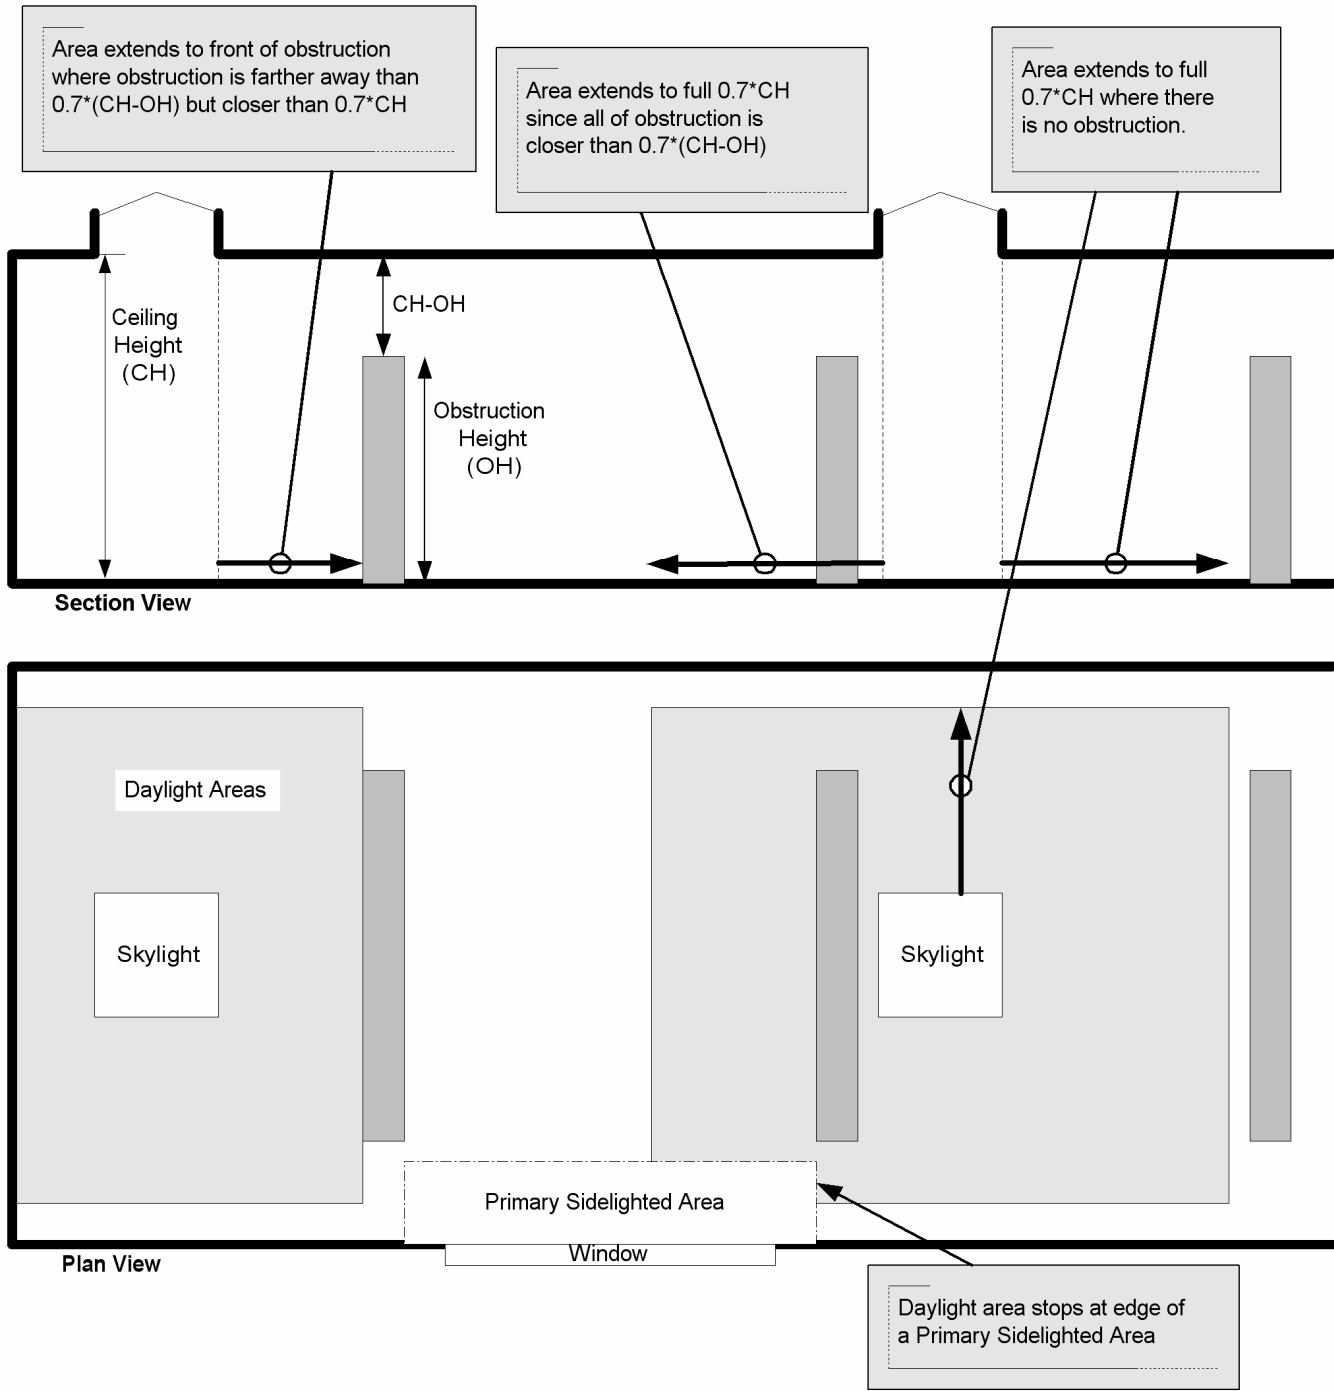 Area extends to front of obstruction
where obstruction is farther away than
0.7*(CH-OH) but closer than 0.7*CH
Area extends to full 0.7*CH
since all of obstruction is
closer than 0.7*(CH-OH)
Area extends to full
0.7*CH where there
is no obstruction.
Ceiling
Height
(CH)
CH-OH
Obstruction
Height
(OH)
Section View
Daylight Areas
Skylight
Skylight
Primary Sidelighted Area
Window
Plan View
Daylight area stops at edge of
a Primary Sidelighted Area